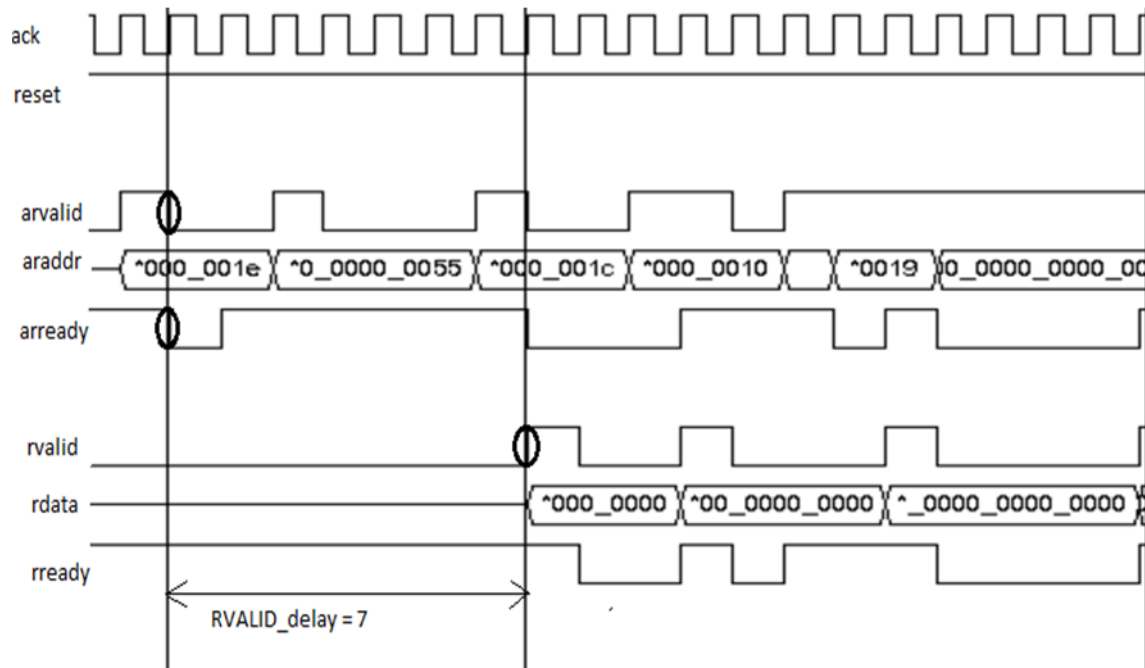 ack
reset
arvalid
araddr ^000_001e ^0_0000_0055 ^000_001c ^000_0010 ^0019 0_0000_0000_00
arready
rvalid
rdata ^000_0000 ^00_0000_0000 ^_0000_0000_0000
rready
RVALID_delay = 7